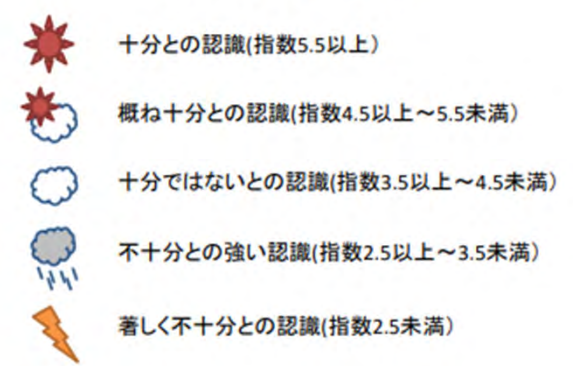 十分との認識(指数5.5以上)
概ね十分との認識(指数4.5以上～5.5未満)
十分ではないとの認識(指数3.5以上～4.5未満)
不十分との強い認識(指数2.5以上～3.5未満)
著しく不十分との認識(指数2.5未満)